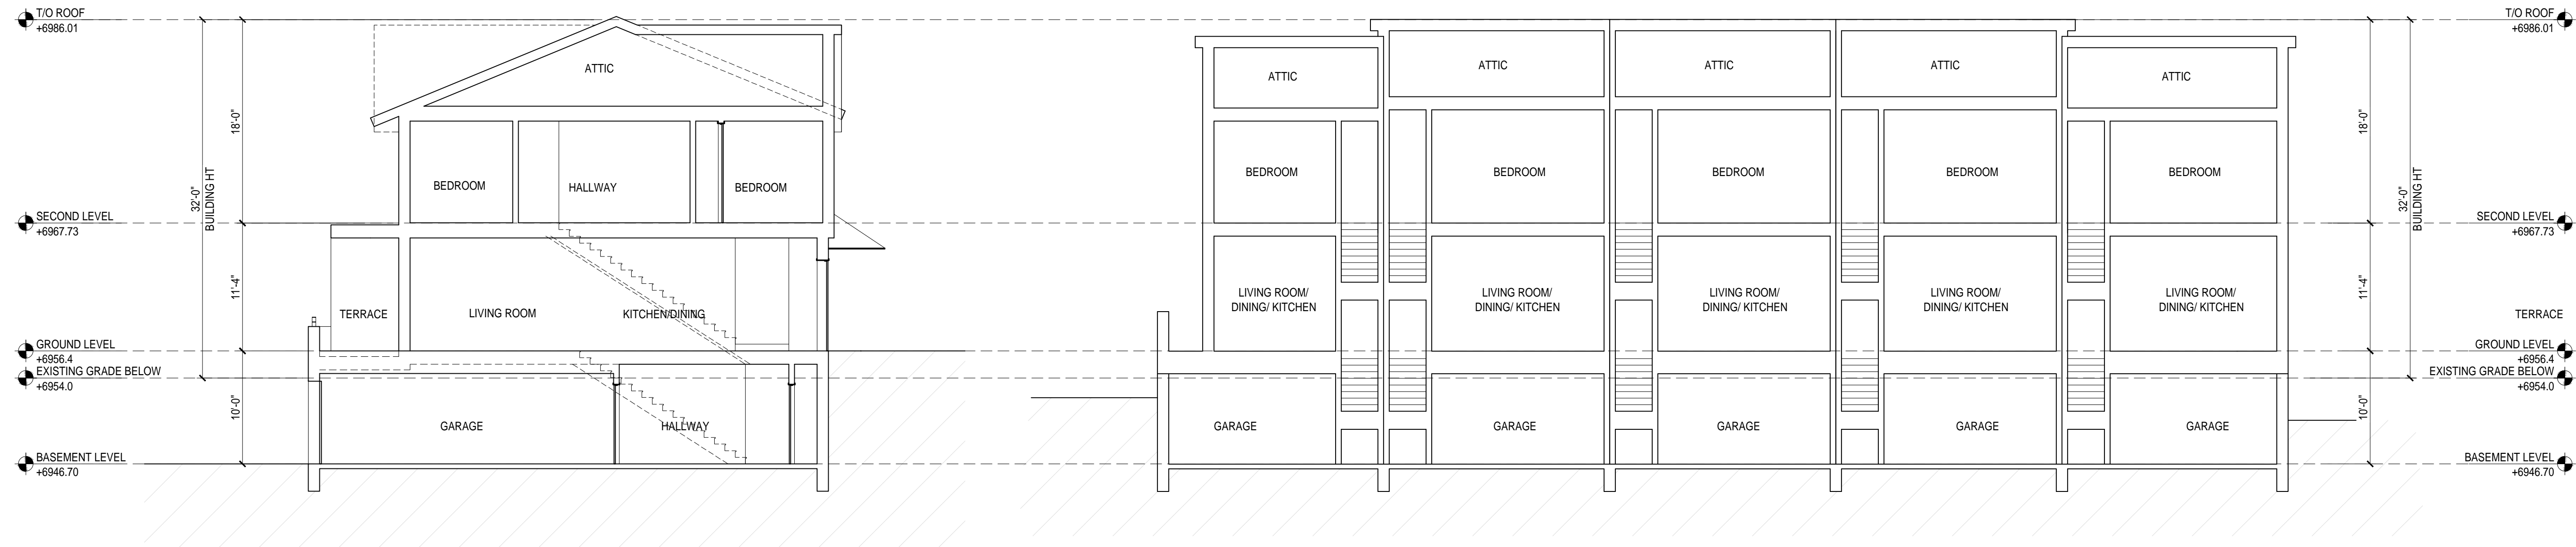 T/O ROOF
+6986.01
T/O ROOF
+6986.01
ATTIC
ATTIC
ATTIC
ATTIC
ATTIC
ATTIC
18'-0"
32'-0"
BUILDING HT
BEDROOM
HALLWAY
BEDROOM
BEDROOM
BEDROOM
BEDROOM
BEDROOM
BEDROOM
18'-0"
32'-0"
BUILDING HT
SECOND LEVEL
+6967.73
SECOND LEVEL
+6967.73
11'-4"
TERRACE
LIVING ROOM
KITCHEN/DINING
LIVING ROOM/
DINING/ KITCHEN
LIVING ROOM/
DINING/ KITCHEN
LIVING ROOM/
DINING/ KITCHEN
LIVING ROOM/
DINING/ KITCHEN
LIVING ROOM/
DINING/ KITCHEN
11'-4"
TERRACE
GROUND LEVEL
+6956.4
EXISTING GRADE BELOW
+6954.0
GROUND LEVEL
+6956.4
EXISTING GRADE BELOW
+6954.0
10'-0"
GARAGE
HALLWAY
GARAGE
GARAGE
GARAGE
GARAGE
GARAGE
10'-0"
BASEMENT LEVEL
+6946.70
BASEMENT LEVEL
+6946.70